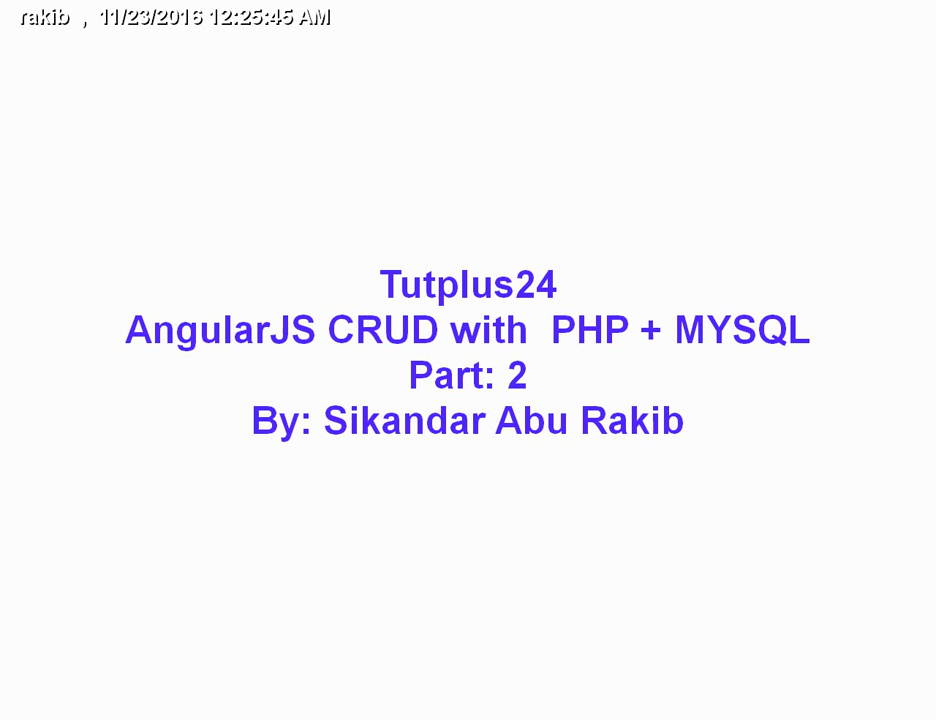 rakib , 11/23/2016 12:25:45 AM
Tutplus24
AngularJS CRUD with  PHP + MYSQL
Part: 2
By: Sikandar Abu Rakib